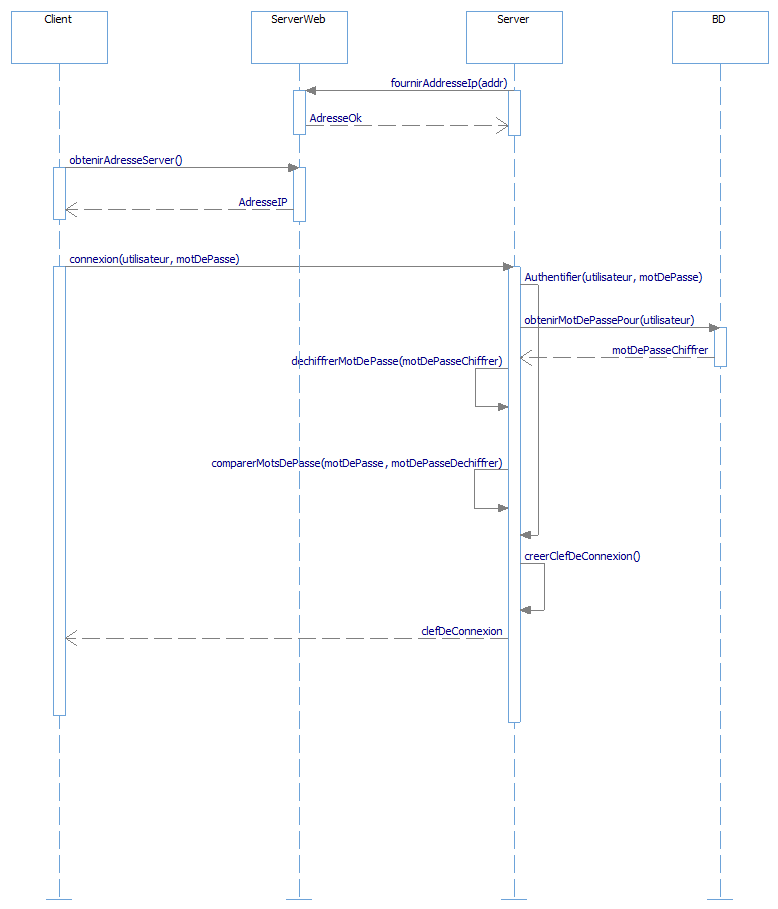 Client
ServerWeb
Server
BD
fournirAddresseIp(addr)
AdresseOk
obtenirAdresseServer()
AdresseIP
connexion(utilisateur, motDePasse)
Authentifier(utilisateur, motDePasse)
obtenirMotDePassePour(utilisateur)
motDePasseChiffrer
dechiffrerMotDePasse(motDePasseChiffrer)
comparerMotsDePasse(motDePasse, motDePasseDechiffrer)
creerClefDeConnexion()
clefDeConnexion